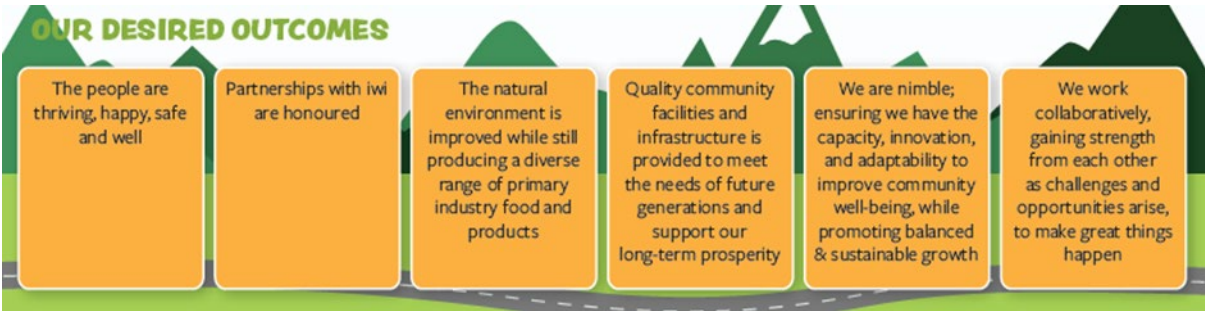 OUR DESIRED OUTCOMES
The people are
thriving, happy, safe
and well
Partnerships with iwi
are honoured
The natural
environment is
improved while still
producing a diverse
range of primary
industry food and
products
Quality community
facilities and
infrastructure is
provided to meet
the needs of future
generations and
support our
long-term prosperity
We are nimble;
ensuring we have the
capacity, innovation,
and adaptability to
improve community
well-being, while
promoting balanced
& sustainable growth
We work
collaboratively,
gaining strength
from each other
as challenges and
opportunities arise,
to make great things
happen